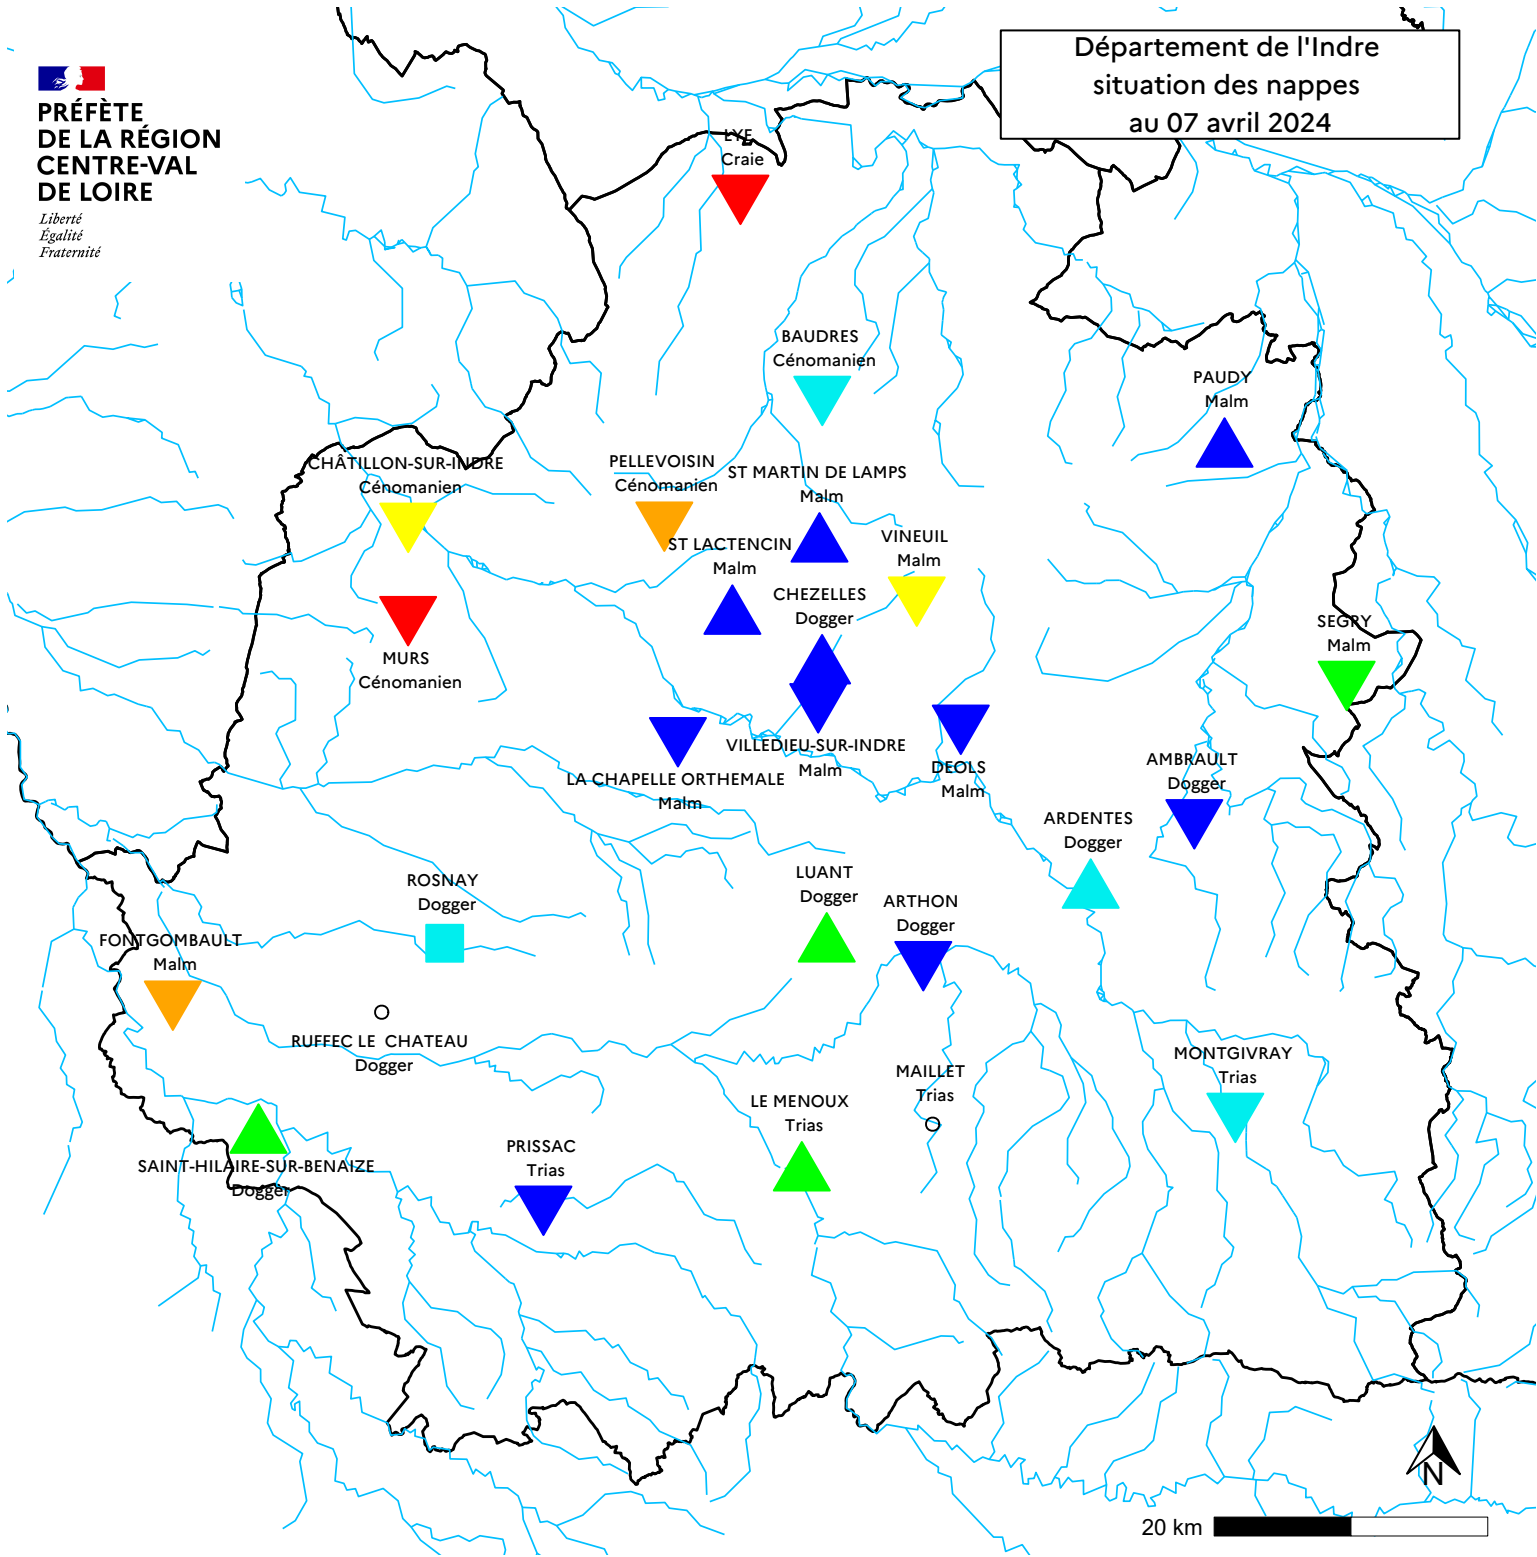 Département de l'Indre
situation des nappes
au 07 avril 2024
PRÉFÈTE
DE LA RÉGION
CENTRE-VAL
DE LOIRE
Liberté
Égalité
Fraternité
LYE
Craie
BAUDRES
Cénomanien
PAUDY
Malm
CHÂTILLON-SUR-INDRE
Cénomanien
PELLEVOISIN
Cénomanien
ST MARTIN DE LAMPS
Malm
ST LACTENCIN
Malm
VINEUIL
Malm
CHEZELLES
Dogger
SEGRY
Malm
MURS
Cénomanien
VILLEDIEU-SUR-INDRE
Malm
LA CHAPELLE ORTHEMALE
Malm
DEOLS
Malm
AMBRAULT
Dogger
ARDENTES
Dogger
ROSNAY
Dogger
LUANT
Dogger
ARTHON
Dogger
FONTGOMBAULT
Malm
RUFFEC LE  CHATEAU
Dogger
MAILLET
Trias
MONTGIVRAY
Trias
LE MENOUX
Trias
PRISSAC
Trias
SAINT-HILAIRE-SUR-BENAIZE
Dogger
N
20 km